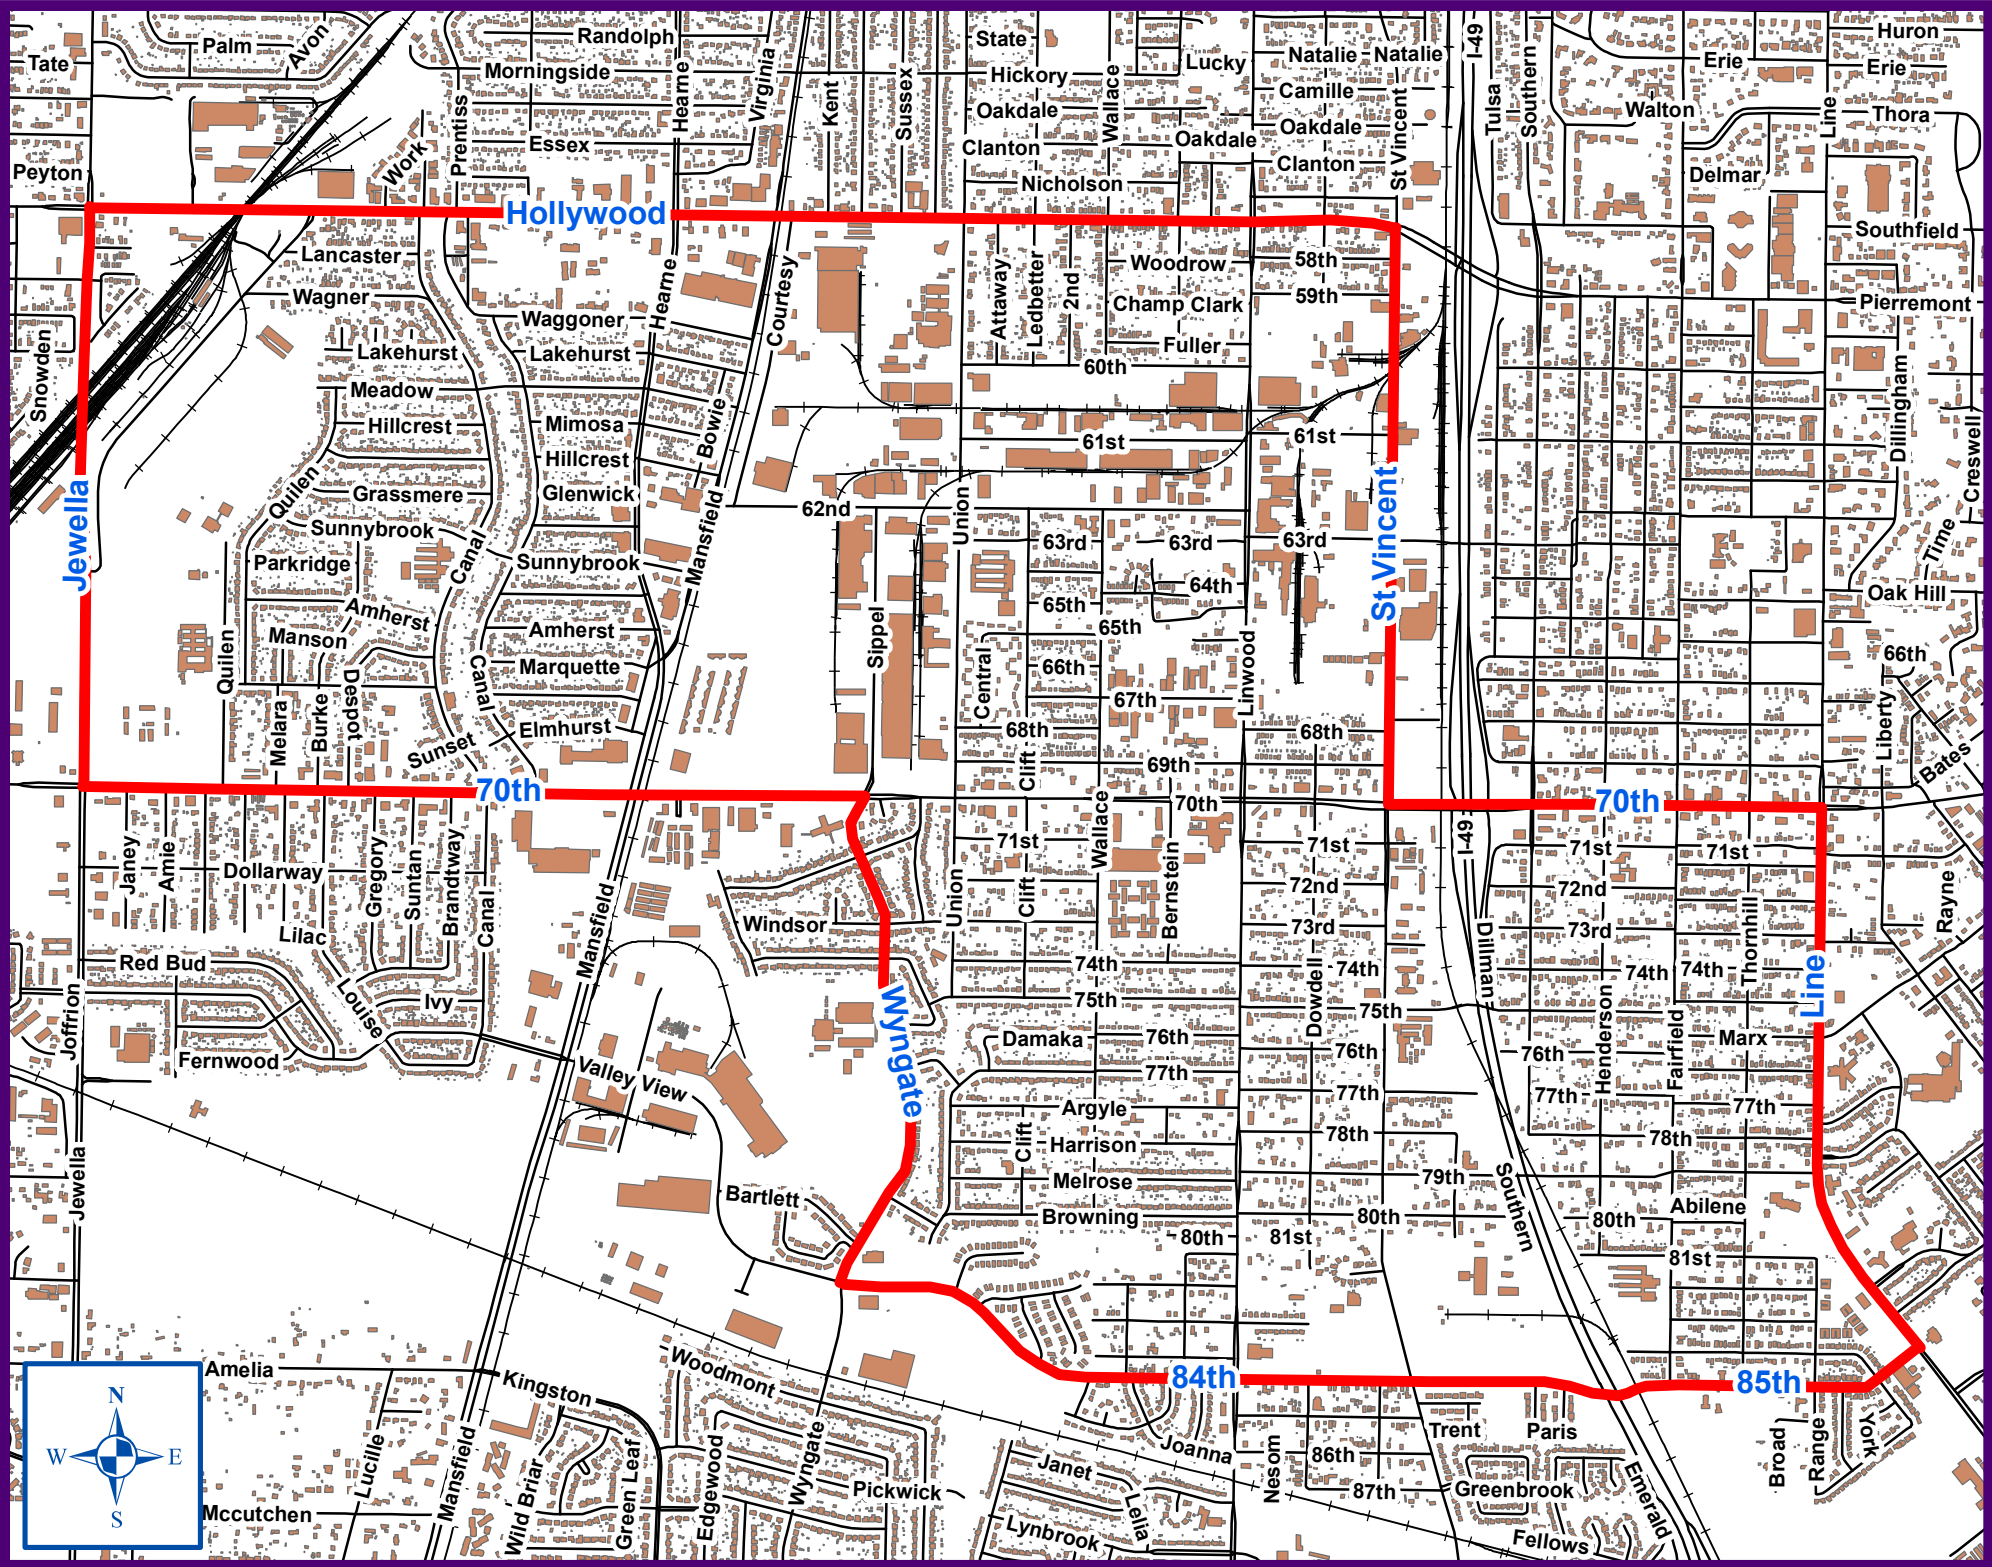 Palm
Avon
Randolph
State
Natalie
Natalie
I-49
Huron
Tate
Morningside
Hearne
Virginia
Kent
Sussex
Hickory
Wallace
Lucky
Camille
St Vincent
Tulsa
Southern
Erie
Erie
Prentiss
Oakdale
Oakdale
Oakdale
Walton
Line
Thora
Work
Essex
Clanton
Clanton
Peyton
Nicholson
Delmar
Hollywood
Southfield
Lancaster
Hearne
Courtesy
Attaway
Ledbetter
2nd
Woodrow
58th
Wagner
Waggoner
Champ Clark
59th
Pierremont
Snowden
Lakehurst
Lakehurst
Fuller
60th
Dillingham
Meadow
Bowie
Hillcrest
Mimosa
61st
61st
Creswell
Quilen
Hillcrest
Jewella
Grassmere
Glenwick
Mansfield
62nd
Union
St Vincent
Sunnybrook
Canal
63rd
63rd
63rd
Time
Parkridge
Sunnybrook
64th
Amherst
65th
Oak Hill
Manson
Amherst
Sippel
65th
Quilen
Marquette
Central
66th
Linwood
66th
Melara
Burke
Despot
Canal
67th
Liberty
Sunset
Elmhurst
68th
68th
Clift
69th
Bates
70th
70th
70th
Wallace
Janey
Amie
Dollarway
Gregory
Suntan
Brandtway
71st
71st
I-49
71st
71st
Canal
Mansfield
Union
Clift
Bernstein
72nd
72nd
Thornhill
Rayne
Lilac
Windsor
73rd
73rd
Red Bud
74th
74th
Dillman
74th
74th
Line
Joffrion
Louise
Ivy
Wyngate
75th
Dowdell
75th
Henderson
Fairfield
Fernwood
Valley View
Damaka
76th
76th
76th
Marx
77th
77th
77th
77th
Argyle
Clift
Harrison
78th
78th
Jewella
Bartlett
Melrose
79th
Southern
Abilene
Browning
80th
80th
80th
81st
81st
Amelia
Kingston
Woodmont
84th
85th
N
W
E
S
Lucille
Mansfield
Wild Briar
Green Leaf
Edgewood
Wyngate
Joanna
Trent
Paris
Broad
Range
York
Janet
Nesom
86th
Mccutchen
Pickwick
Lelia
87th
Greenbrook
Emerald
Lynbrook
Fellows